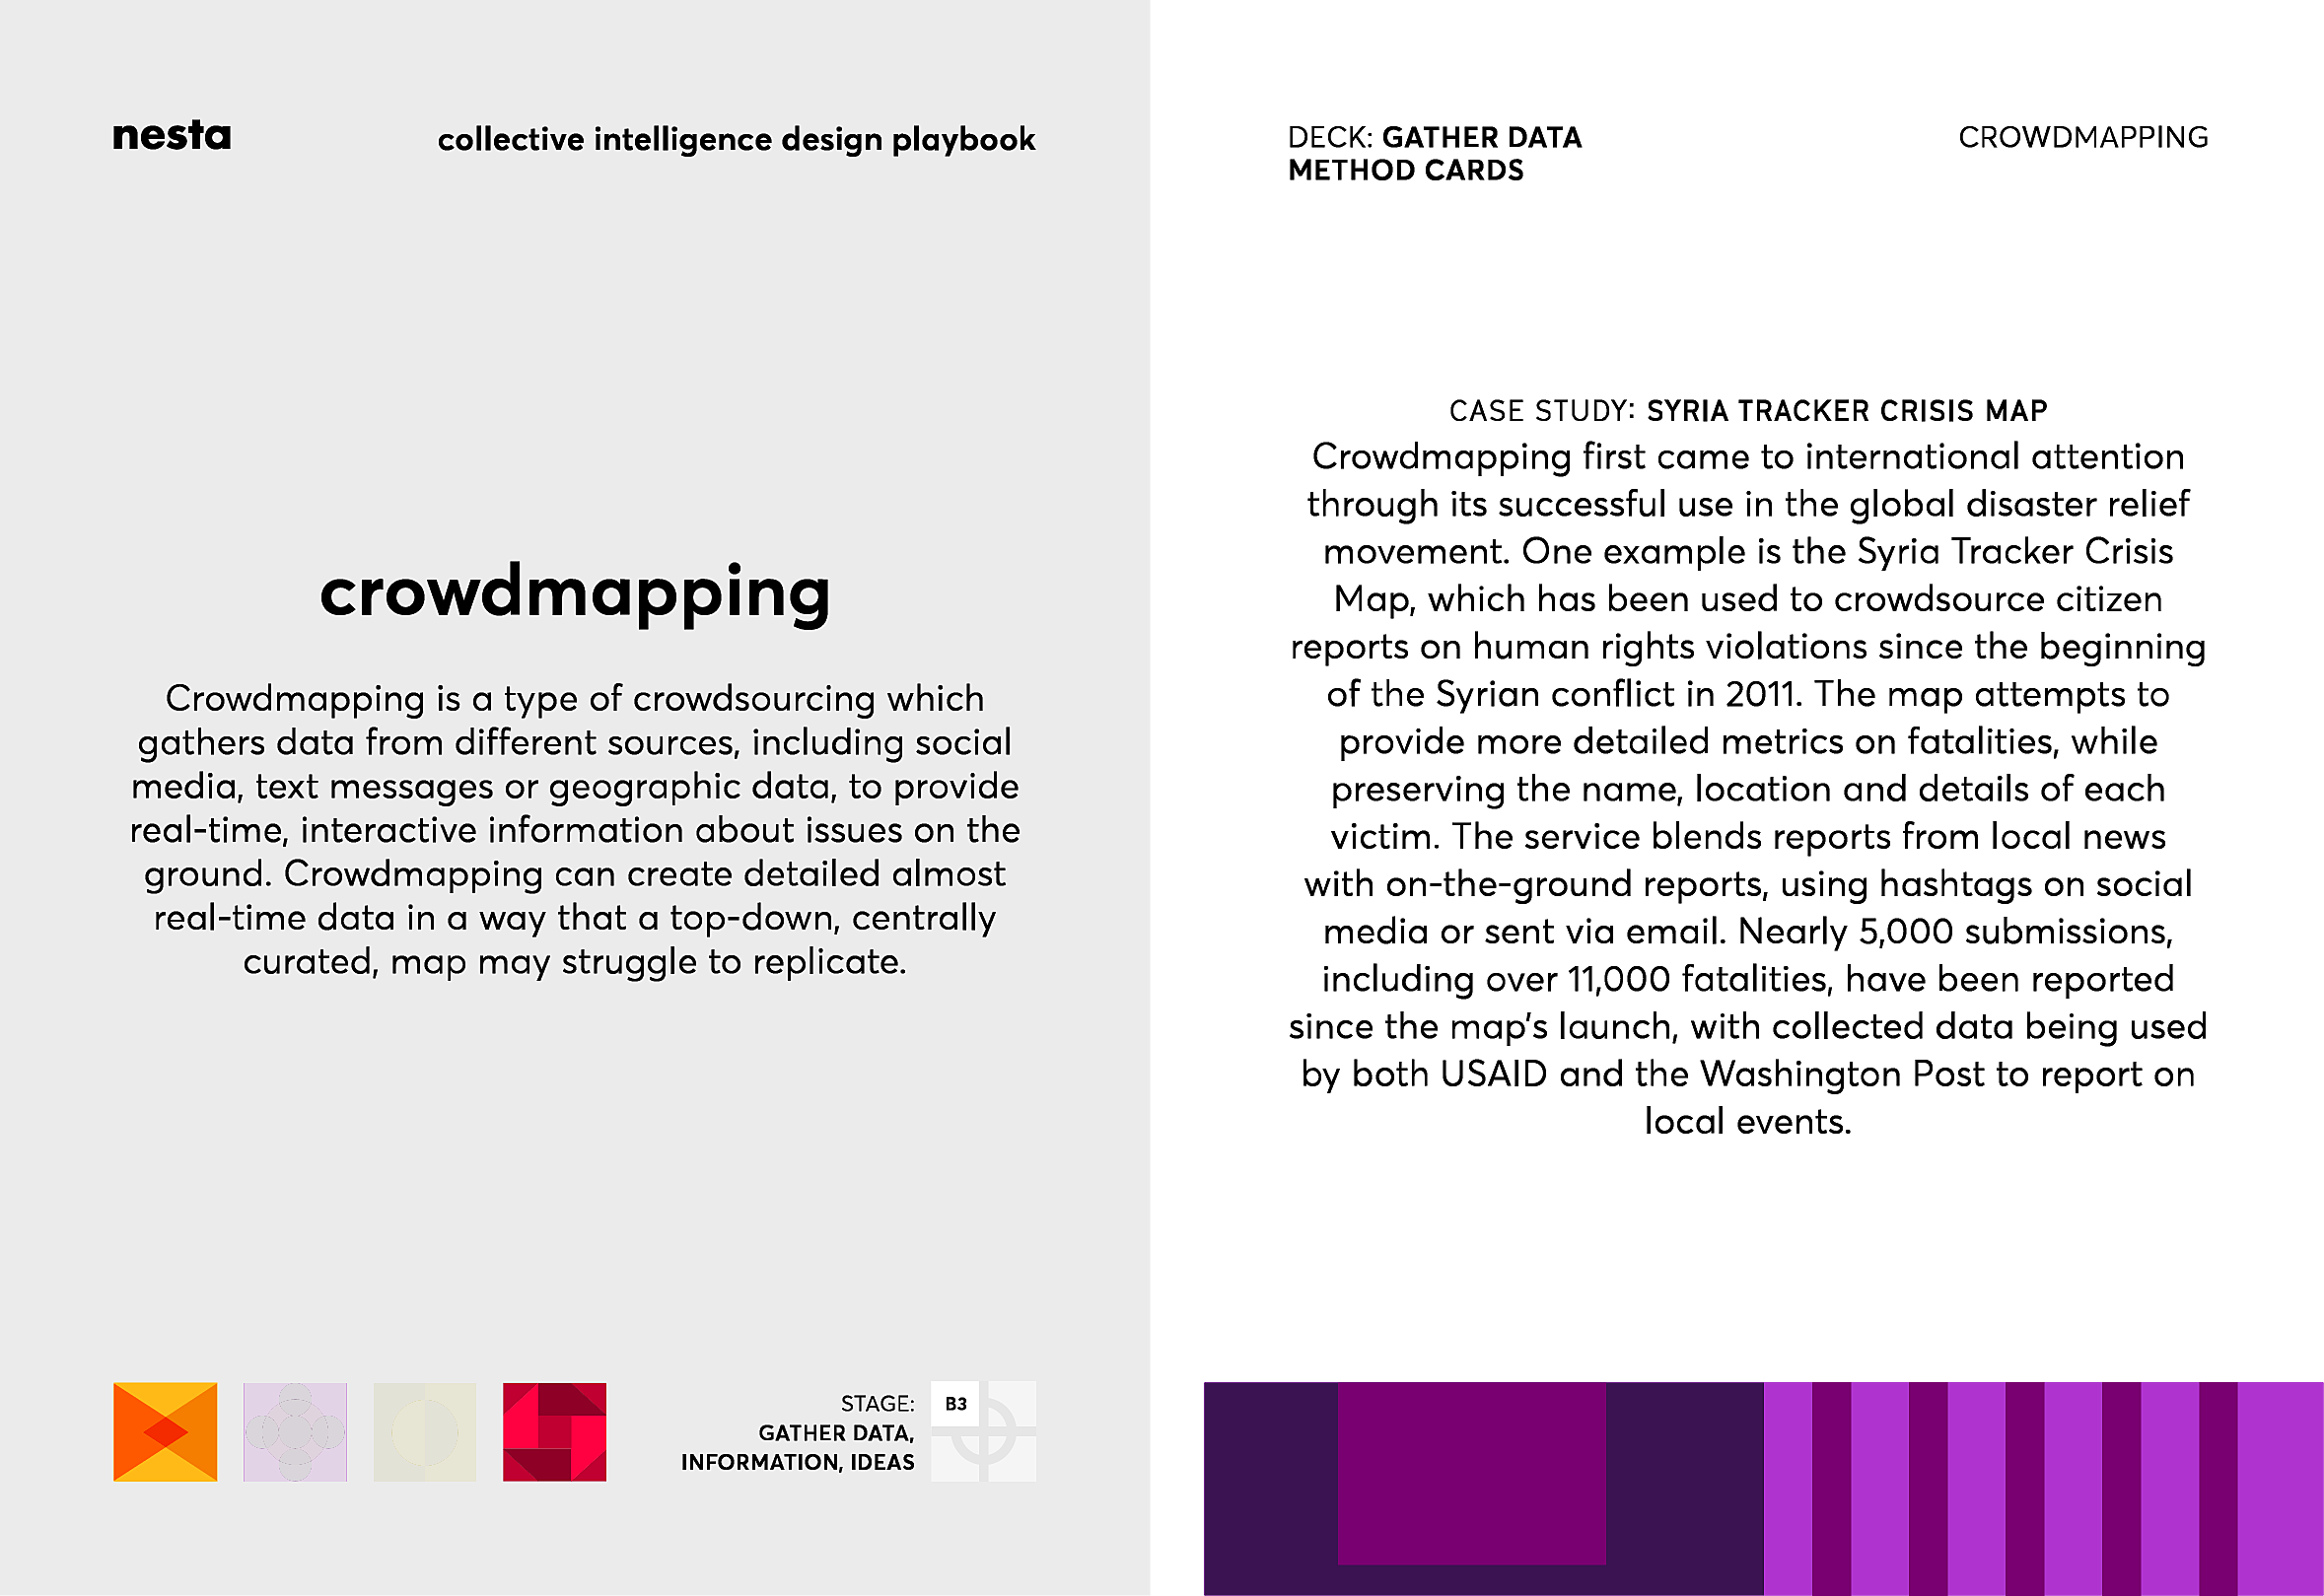 nesta
collective intelligence design playbook
crowdmapping
Crowdmapping is a type of crowdsourcing which
gathers data from different sources, including social
media, text messages or geographic data, to provide
real-time, interactive information about issues on the
ground. Crowdmapping can create detailed almost
real-time data in a way that a top-down, centrally
curated, map may struggle to replicate.
STAGE:
GATHER DATA,
INFORMATION, IDEAS
B3
DECK: GATHER DATA
METHOD CARDS
CROWDMAPPING
CASE STUDY: SYRIA TRACKER CRISIS MAP
Crowdmapping first came to international attention
through its successful use in the global disaster relief
movement. One example is the Syria Tracker Crisis
Map, which has been used to crowdsource citizen
reports on human rights violations since the beginning
of the Syrian conflict in 2011. The map attempts to
provide more detailed metrics on fatalities, while
preserving the name, location and details of each
victim. The service blends reports from local news
with on-the-ground reports, using hashtags on social
media or sent via email. Nearly 5,000 submissions,
including over 11,000 fatalities, have been reported
since the map's launch, with collected data being used
by both USAID and the Washington Post to report on
local events.